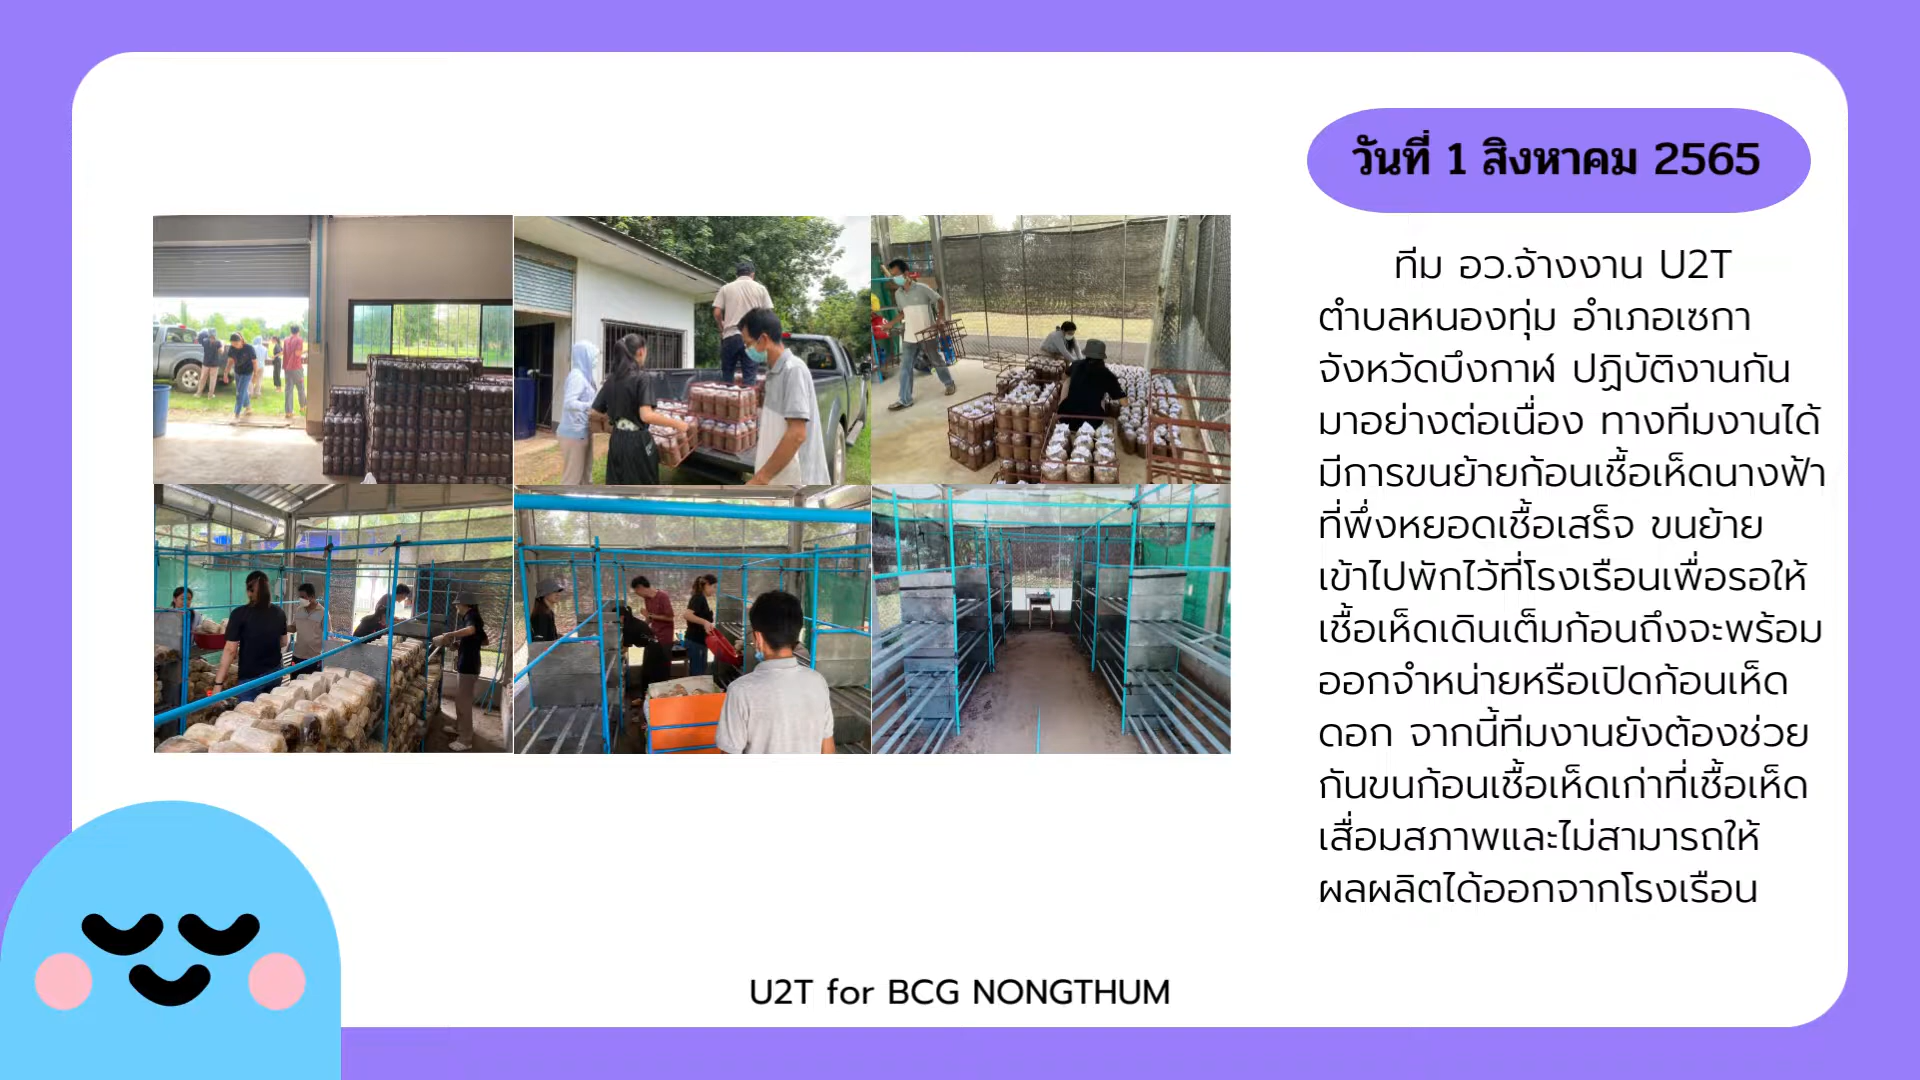 วันที่ 1 สิงหาคม 2565
ทีม อว.จ้างงาน U2T
ตำบลหนองทุ่ม อำเภอเซกา
จังหวัดบึงกาฬ ปฏิบัติงานกัน
มาอย่างต่อเนื่อง ทางทีมงานได้
มีการขนย้ายก้อนเชื้อเห็ดนางฟ้า
ที่พึ่งหยอดเชื้อเสร็จ ขนย้าย
เข้าไปพักไว้ที่โรงเรือนเพื่อรอให้
เชื้อเห็ดเดินเต็มก้อนถึงจะพร้อม
ออกจำหน่ายหรือเปิดก้อนเห็ด
ดอก จากนี้ทีมงานยังต้องช่วย
กันขนก้อนเชื้อเห็ดเก่าที่เชื้อเห็ด
เสื่อมสภาพและไม่สามารถให้
ผลผลิตได้ออกจากโรงเรือน
U2T for BCG NONGTHUM